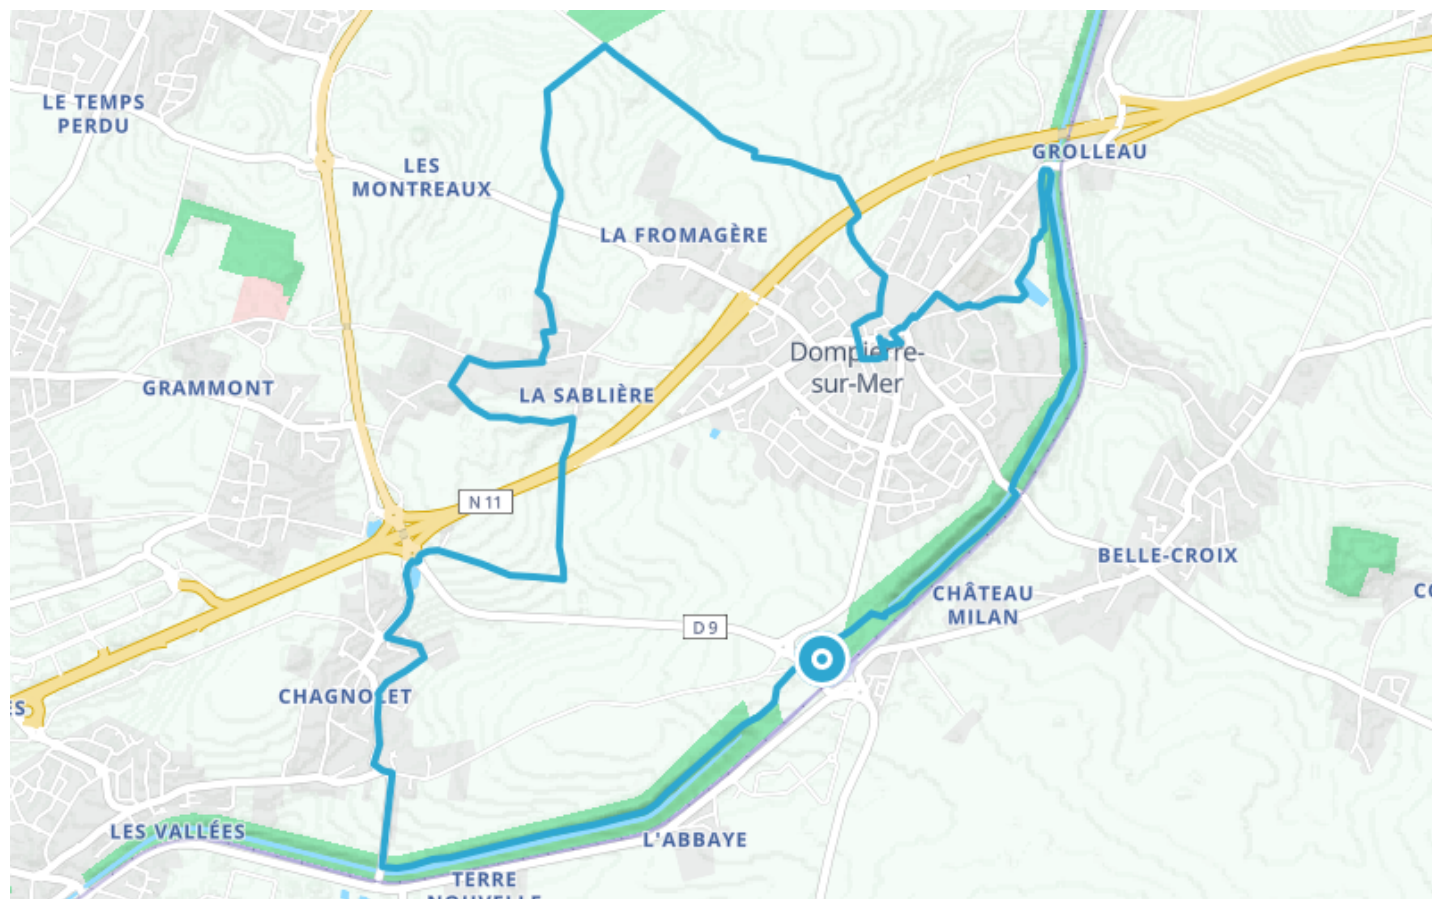 LE TEMPS
PERDU
LES
MONTREAUX
GROLLEAU
LA FROMAGÈRE
Dompierre-
sur-Mer
GRAMMONT
LA SABLIÈRE
N 11
BELLE-CROIX
CHÂTEAU
MILAN
D 9
CHAGNOLET
LES VALLÉES
L'ABBAYE
TERRE